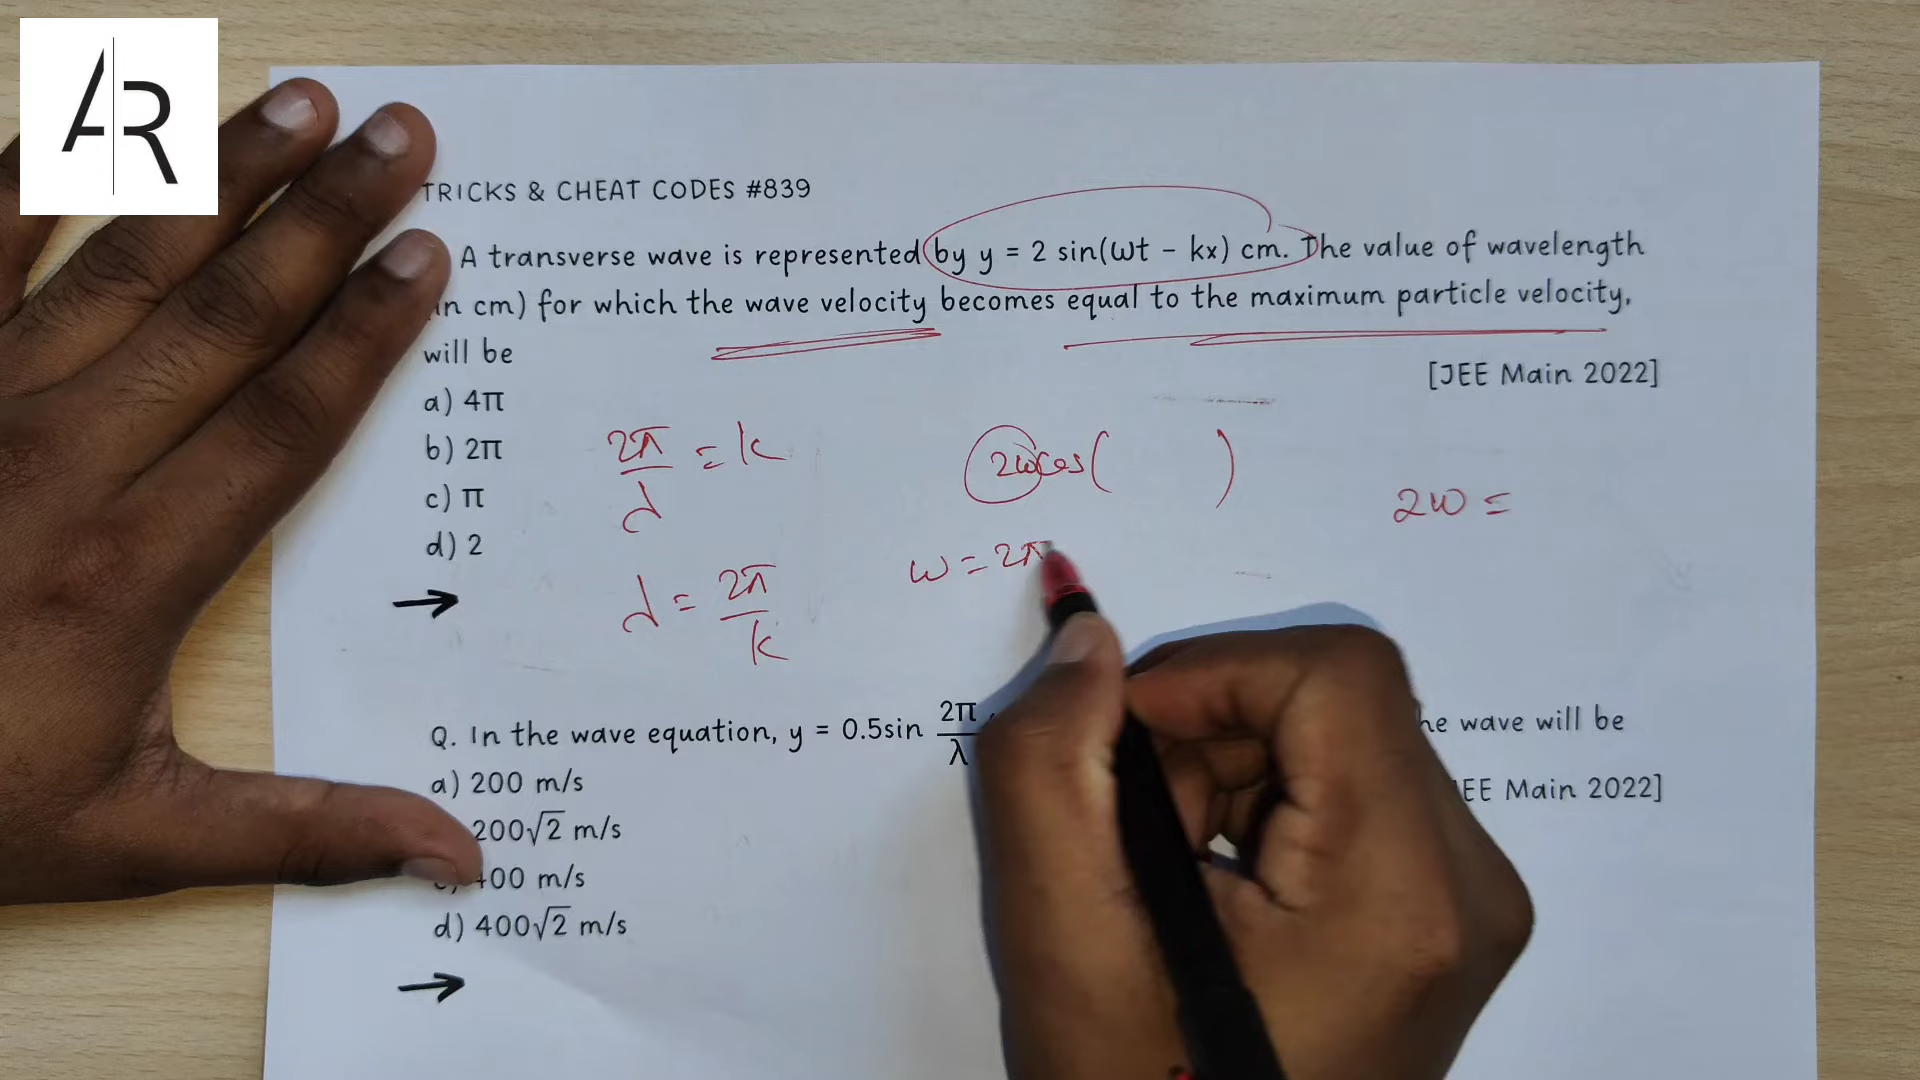 AR
TRICKS & CHEAT CODES #839
A transverse wave is represented by y = 2 sin(ωt - kx) cm. The value of wavelength
in cm) for which the wave velocity becomes equal to the maximum particle velocity,
will be
[JEE Main 2022]
a) 4π
b) 2π
c) π
d) 2
2π/λ = k
λ = 2π/k
2ωcos( )
ω = 2π
2ω =
Q. In the wave equation, y = 0.5sin 2π/λ he wave will be
EE Main 2022]
a) 200 m/s
200√2 m/s
400 m/s
d) 400√2 m/s